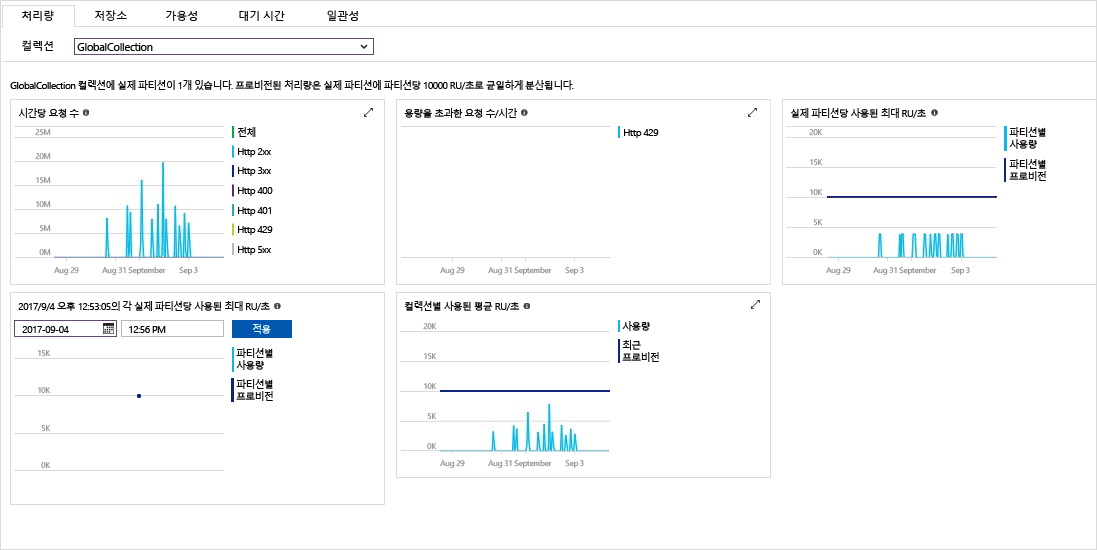 처리량 저장소 가용성 대기 시간 일관성
컬렉션 GlobalCollection
GlobalCollection 컬렉션에 실제 파티션이 1개 있습니다. 프로비전된 처리량은 실제 파티션에 파티션당 10000 RU/초로 균일하게 분산됩니다.
시간당 요청 수
25M
20M
15M
10M
5M
0M
Aug 29 Aug 31 September Sep 3
전체
Http 2xx
Http 3xx
Http 400
Http 401
Http 429
Http 5xx
용량을 초과한 요청 수/시간
Http 429
Aug 29 Aug 31 September Sep 3
실제 파티션당 사용된 최대 RU/초
20K
15K
10K
5K
0K
Aug 29 Aug 31 September Sep 3
파티션별
사용량
파티션별
프로비전
2017/9/4 오후 12:53:05의 각 실제 파티션당 사용된 최대 RU/초
2017-09-04 12:56 PM 적용
15K
10K
5K
0K
파티션별
사용량
파티션별
프로비전
컬렉션별 사용된 평균 RU/초
20K
15K
10K
5K
0K
Aug 29 Aug 31 September Sep 3
사용량
최근
프로비전